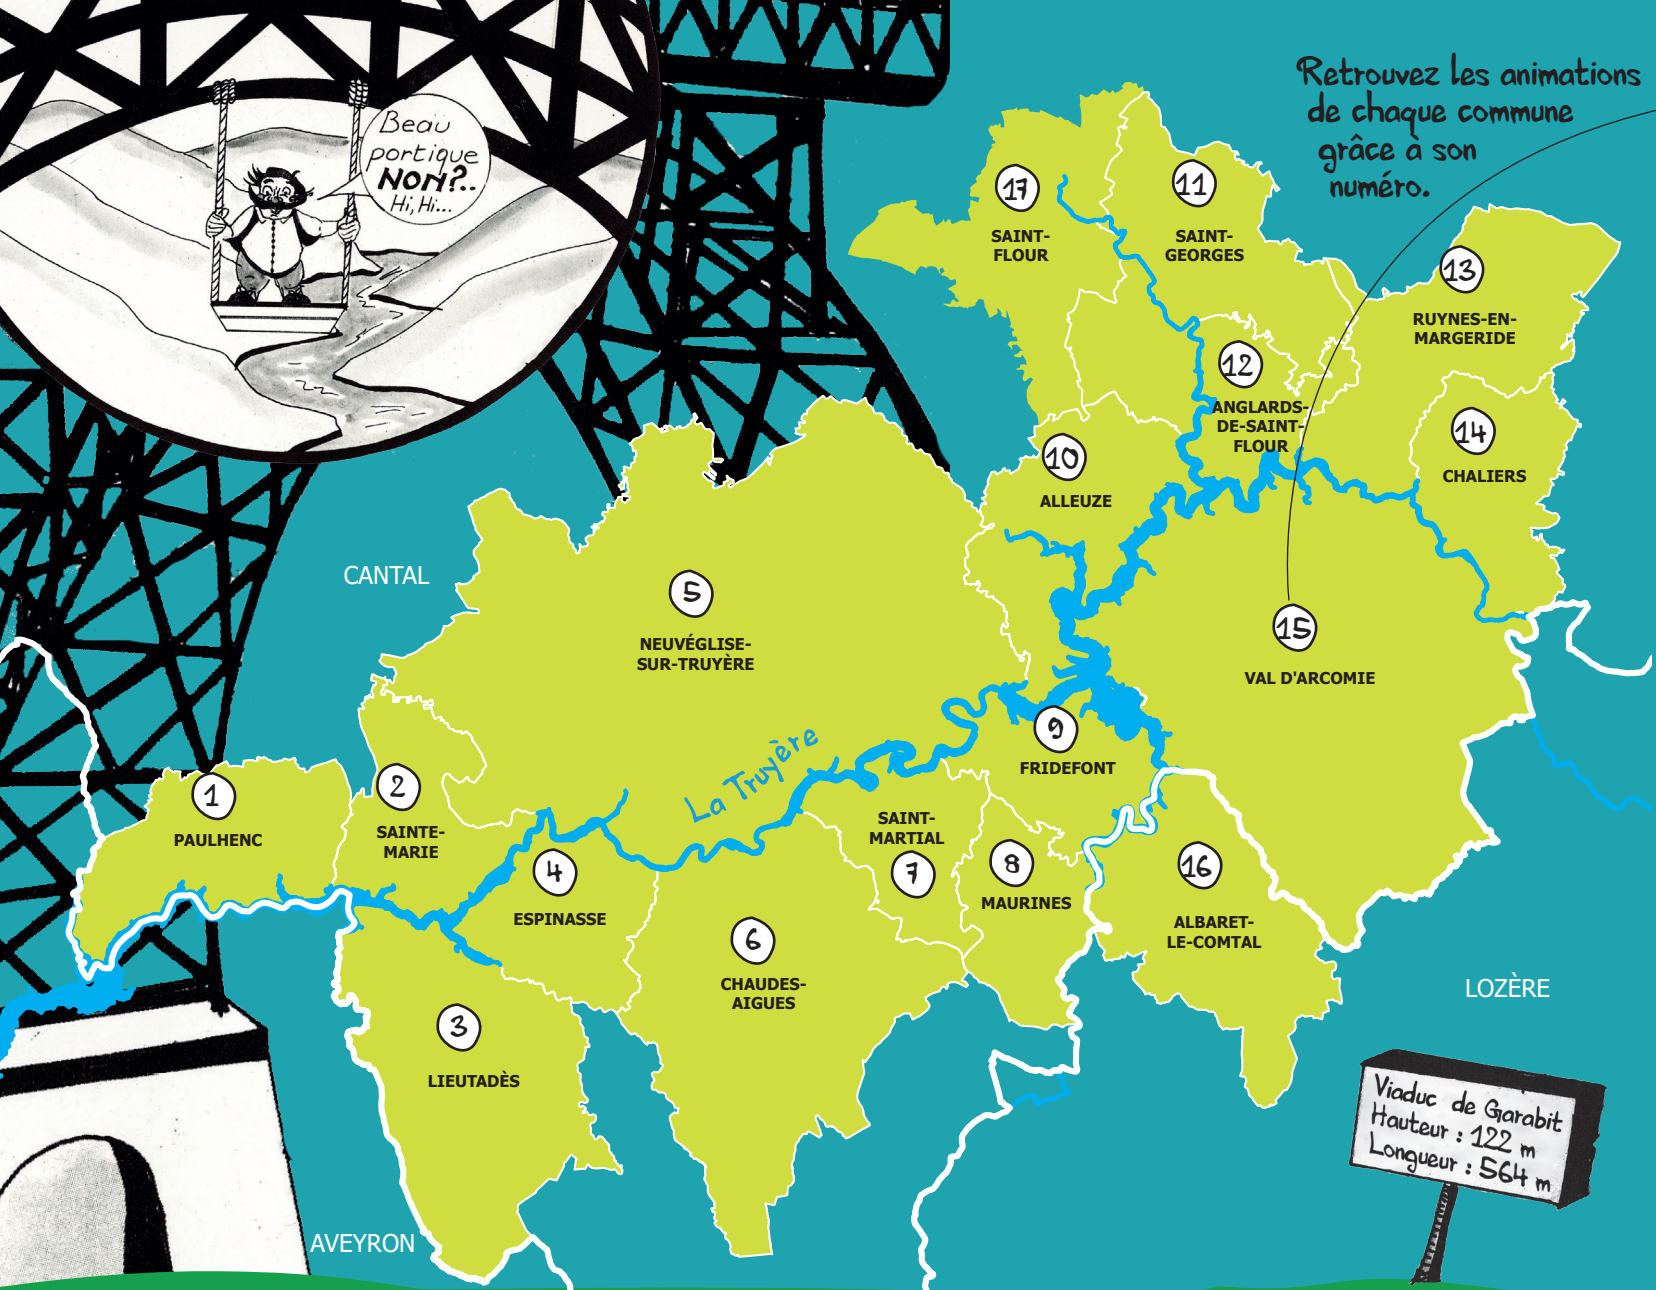 Beau
portique
NON?..
Hi, Hi...
Retrouvez les animations
de chaque commune
grâce à son
numéro.
17
SAINT-
FLOUR
11
SAINT-
GEORGES
13
RUYNES-EN-
MARGERIDE
12
ANGLARDS-
DE-SAINT-
FLOUR
14
CHALIERS
10
ALLEUZE
CANTAL
5
NEUVÉGLISE-
SUR-TRUYÈRE
15
VAL D'ARCOMIE
La Truyère
9
FRIDEFONT
1
PAULHENC
2
SAINTE-
MARIE
SAINT-
MARTIAL
7
8
MAURINES
16
ALBARET-
LE-COMTAL
4
ESPINASSE
6
CHAUDES-
AIGUES
LOZÈRE
3
LIEUTADÈS
AVEYRON
Viaduc de Garabit
Hauteur : 122 m
Longueur : 564 m